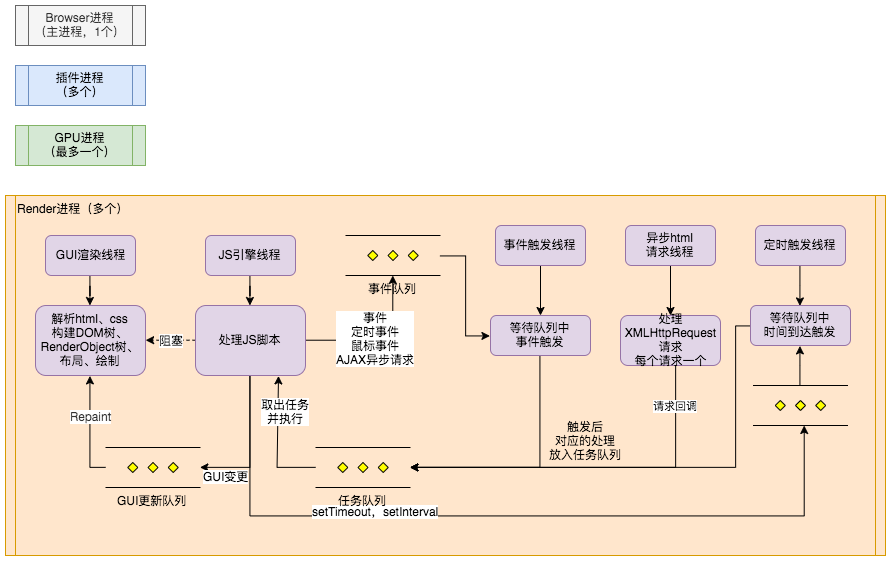 Browser进程
（主进程，1个）
插件进程
（多个）
GPU进程
（最多一个）
Render进程（多个）
GUI渲染线程
JS引擎线程
事件队列
事件触发线程
异步html
请求线程
定时触发线程
解析html、css
构建DOM树、
RenderObject树、
布局、绘制
阻塞
处理JS脚本
事件
定时事件
鼠标事件
AJAX异步请求
等待队列中
事件触发
处理
XMLHttpRequest
请求
每个请求一个
等待队列中
时间到达触发
Repaint
取出任务
并执行
请求回调
触发后
对应的处理
放入任务队列
GUI变更
GUI更新队列
任务队列
setTimeout，setInterval